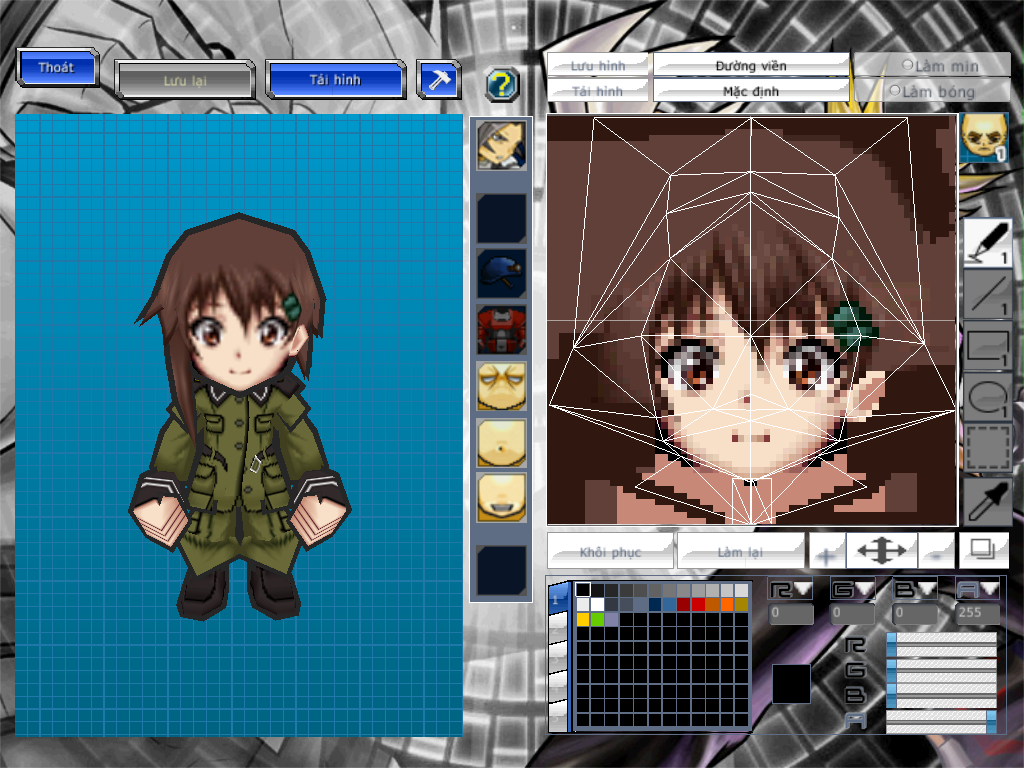 Thoát
Lưu lại
Tải hình
?
Lưu hình
Đường viền
Làm mịn
Tải hình
Mặc định
Làm bóng
1
1
1
1
1
Khôi phục
Làm lại
1
R
G
B
A
0
0
0
255
R
G
B
A